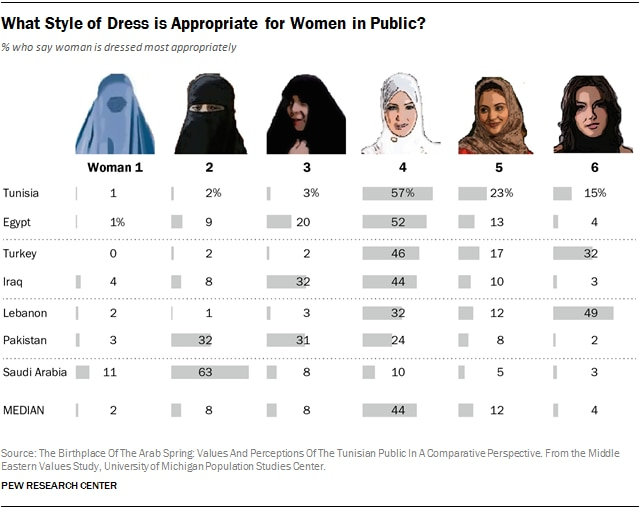 What Style of Dress is Appropriate for Women in Public?
% who say woman is dressed most appropriately
Woman 1 2 3 4 5 6
Tunisia 1 2% 3% 57% 23% 15%
Egypt 1% 9 20 52 13 4
Turkey 0 2 2 46 17 32
Iraq 4 8 32 44 10 3
Lebanon 2 1 3 32 12 49
Pakistan 3 32 31 24 8 2
Saudi Arabia 11 63 8 10 5 3
MEDIAN 2 8 8 44 12 4
Source: The Birthplace Of The Arab Spring: Values And Perceptions Of The Tunisian Public In A Comparative Perspective. From the Middle
Eastern Values Study, University of Michigan Population Studies Center.
PEW RESEARCH CENTER